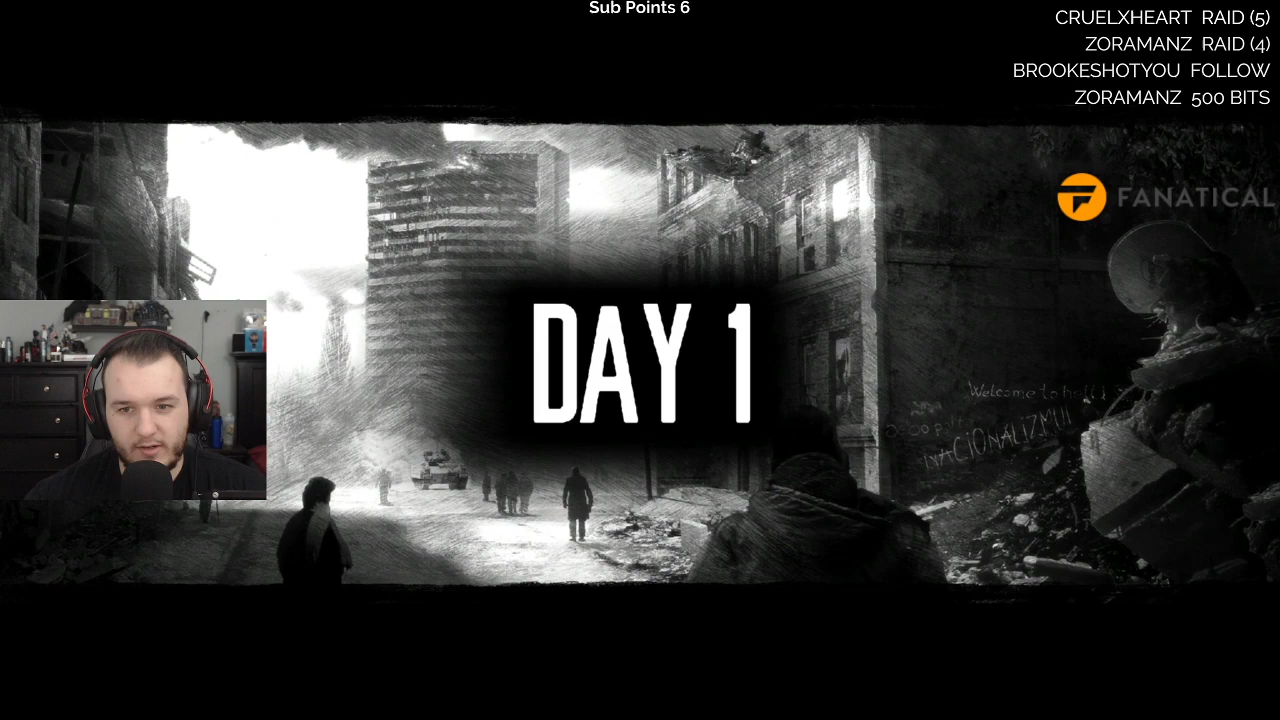 Sub Points 6
CRUELXHEART RAID (5)
ZORAMANZ RAID (4)
BROOKESHOTYOU FOLLOW
ZORAMANZ 500 BITS
FANATICAL
DAY 1
Welcome to hell
NACIONALIZMU